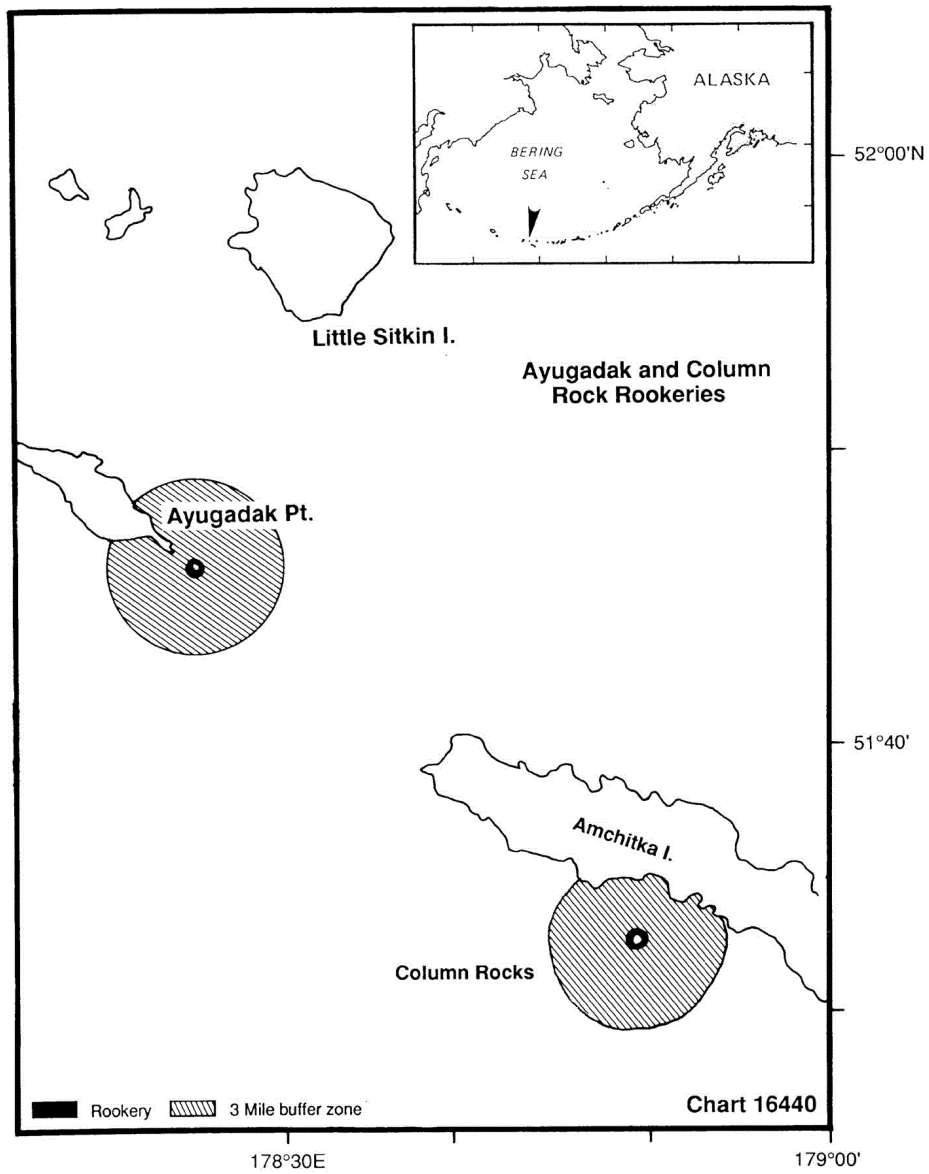 ALASKA
BERING
SEA
52°00'N
Little Sitkin I.
Ayugadak and Column
Rock Rookeries
Ayugadak Pt.
51°40'
Amchitka I.
Column Rocks
Rookery
3 Mile buffer zone
Chart 16440
178°30E
179°00'